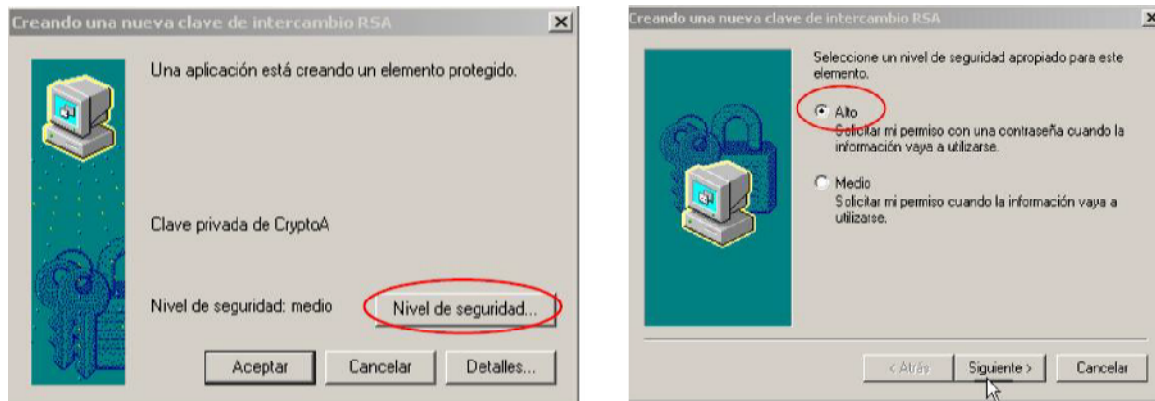 Creando una nueva clave de intercambio RSA
Una aplicación está creando un elemento protegido.
Clave privada de CryptoA
Nivel de seguridad: medio
Nivel de seguridad...
Aceptar
Cancelar
Detalles...
Creando una nueva clave de intercambio RSA
Seleccione un nivel de seguridad apropiado para este
elemento.
Alto
Solicitar mi permiso con una contraseña cuando la
información vaya a utilizarse.
Medio
Solicitar mi permiso cuando la información vaya a
utilizarse.
< Atrás
Siguiente >
Cancelar